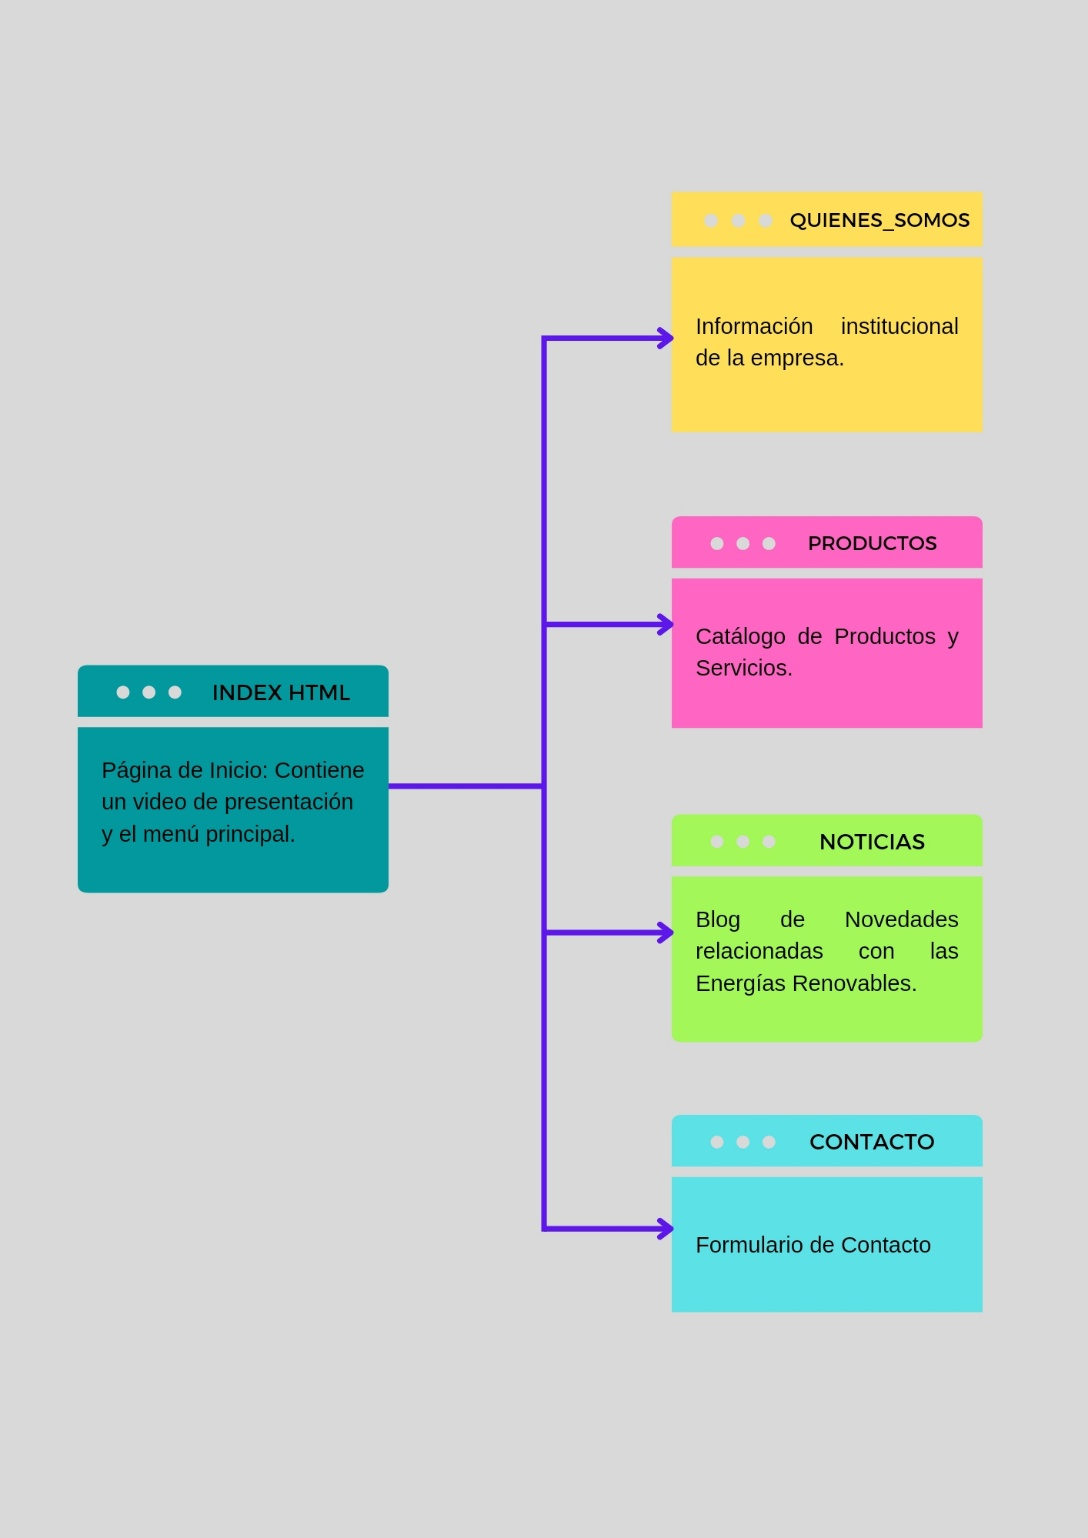 QUIENES_SOMOS
Información institucional
de la empresa.
PRODUCTOS
Catálogo de Productos y
Servicios.
INDEX HTML
Página de Inicio: Contiene
un video de presentación
y el menú principal.
NOTICIAS
Blog de Novedades
relacionadas con las
Energías Renovables.
CONTACTO
Formulario de Contacto